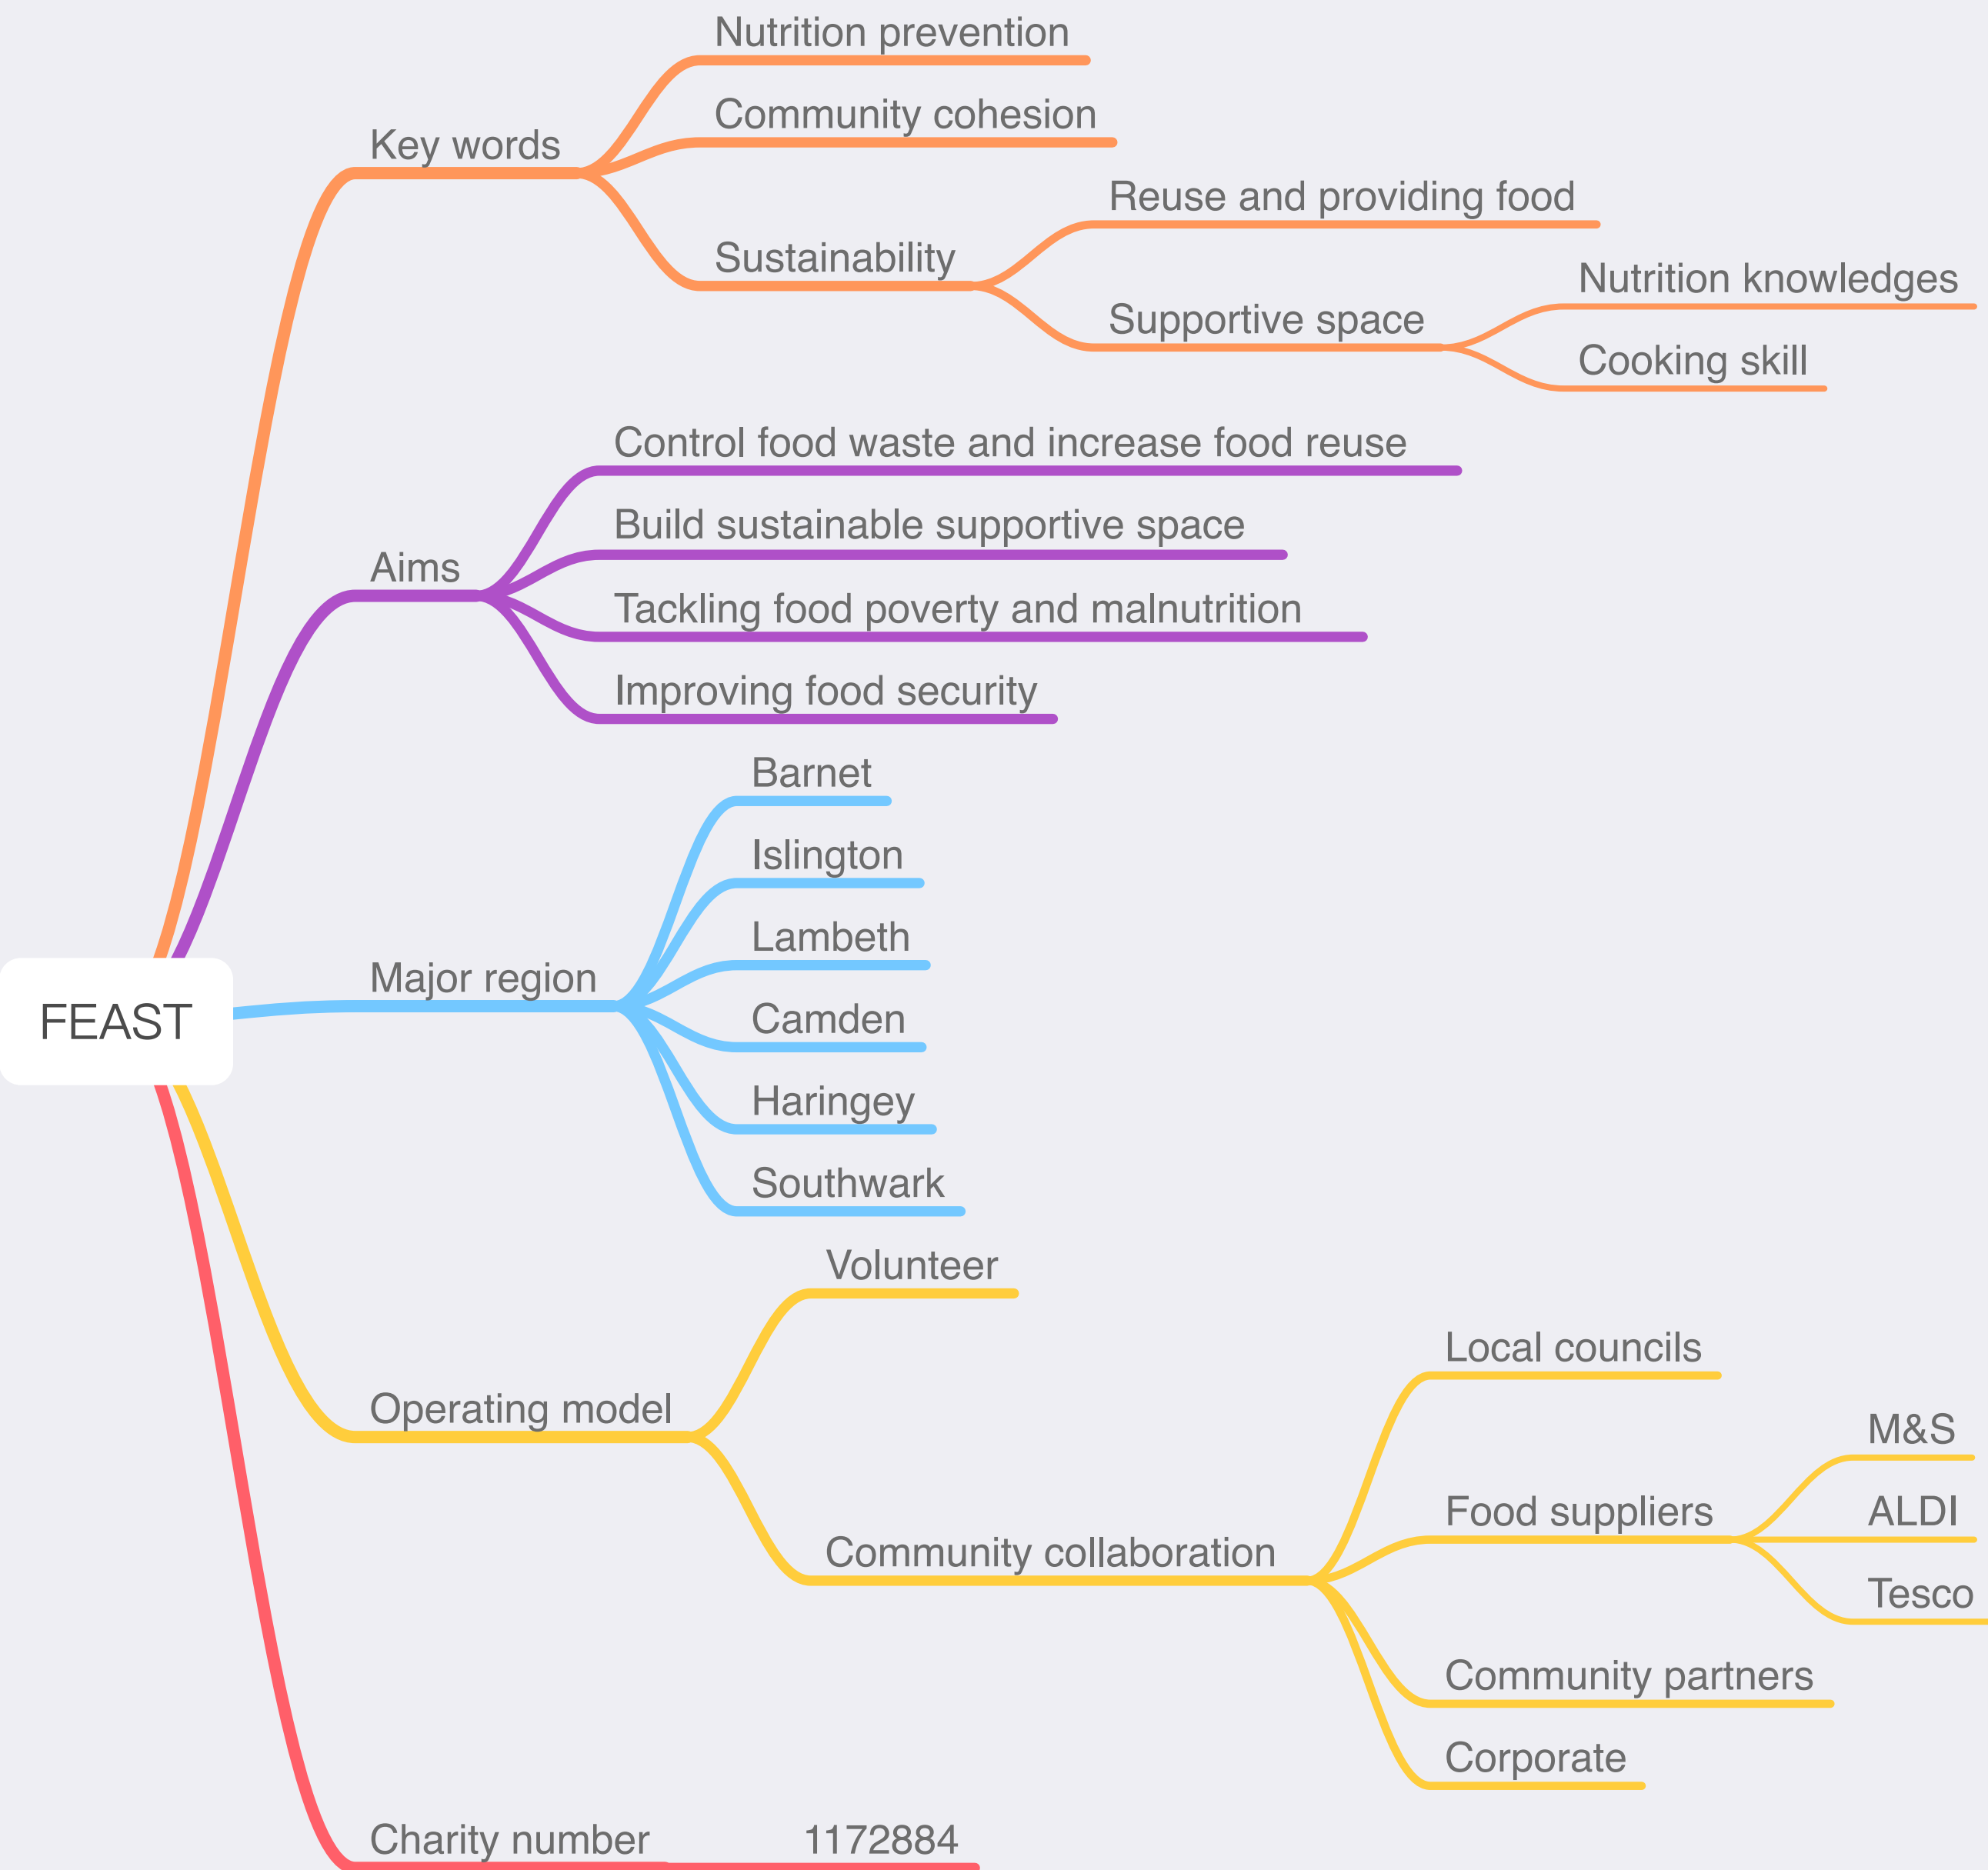 FEAST
Key words
Nutrition prevention
Community cohesion
Sustainability
Reuse and providing food
Supportive space
Nutrition knowledges
Cooking skill
Aims
Control food waste and increase food reuse
Build sustainable supportive space
Tackling food poverty and malnutrition
Improving food security
Major region
Barnet
Islington
Lambeth
Camden
Haringey
Southwark
Operating model
Volunteer
Community collaboration
Local councils
Food suppliers
M&S
ALDI
Tesco
Community partners
Corporate
Charity number
1172884